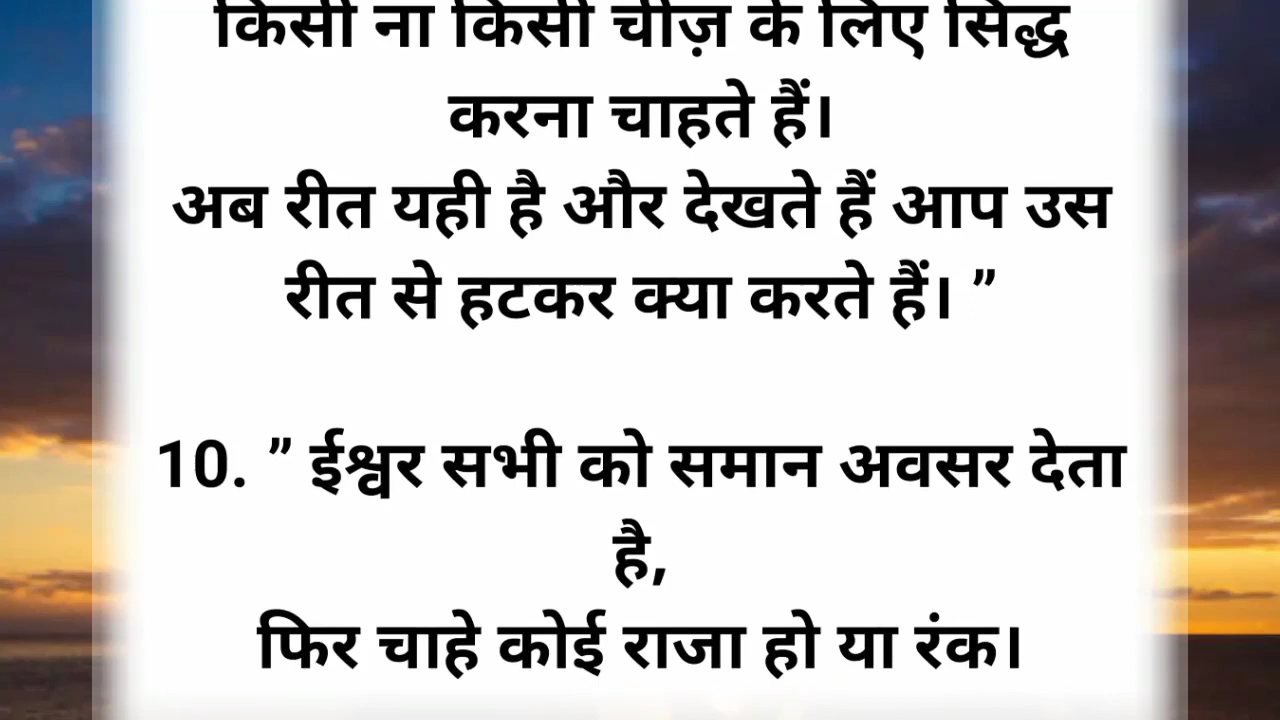 किसी ना किसी चीज़ के लिए सिद्ध
करना चाहते हैं।
अब रीत यही है और देखते हैं आप उस
रीत से हटकर क्या करते हैं। ”
10. ” ईश्वर सभी को समान अवसर देता
है,
फिर चाहे कोई राजा हो या रंक।